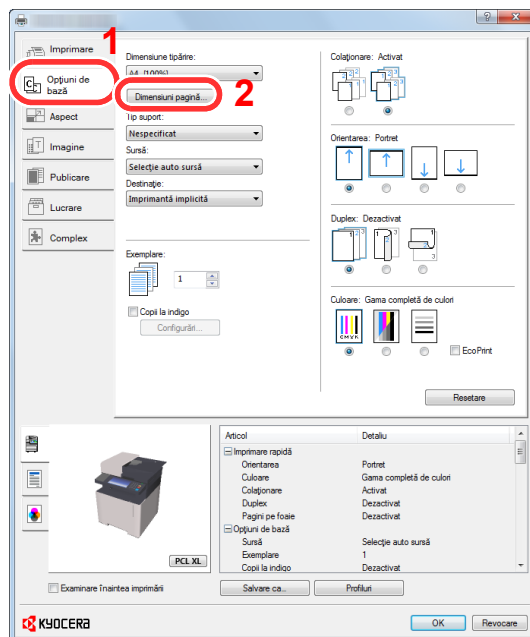 1
Imprimare
Opțiuni de
bază
Aspect
Imagine
Publicare
Lucrare
Complex
Dimensiune tipărire:
A4 [100%]
Dimensiuni pagină...
2
Tip suport:
Nespecificat
Sursă:
Selecție auto sursă
Destinație:
Imprimantă implicită
Exemplare:
1
Copii la indigo
Configurări...
Colaționare: Activat
Orientarea: Portret
Duplex: Dezactivat
Culoare: Gama completă de culori
CMYK
EcoPrint
Resetare
PCL XL
Articol Detaliu
Imprimare rapidă
Orientarea Portret
Culoare Gama completă de culori
Colaționare Activat
Duplex Dezactivat
Pagini pe foaie Dezactivat
Opțiuni de bază
Sursă Selecție auto sursă
Exemplare 1
Copii la indigo Dezactivat
Examinare înaintea imprimării
Salvare ca...
Profiluri
KYOCERA
OK
Revocare